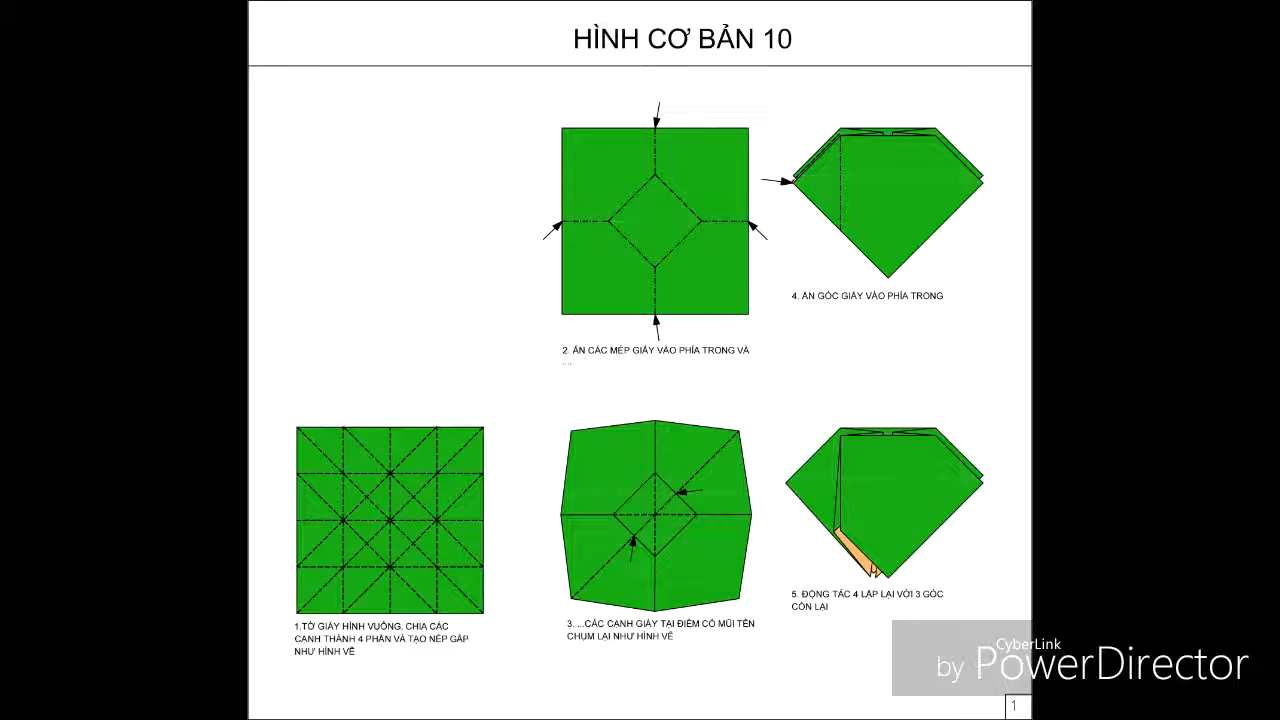 HÌNH CƠ BẢN 10
2. ẤN CÁC MÉP GIẤY VÀO PHÍA TRONG VÀ
....
4. ẤN GÓC GIẤY VÀO PHÍA TRONG
1.TỜ GIẤY HÌNH VUÔNG, CHIA CÁC
CẠNH THÀNH 4 PHẦN VÀ TẠO NẾP GẤP
NHƯ HÌNH VẼ
3. ...CÁC CẠNH GIẤY TẠI ĐIỂM CÓ MŨI TÊN
CHỤM LẠI NHƯ HÌNH VẼ
5. ĐỘNG TÁC 4 LẶP LẠI VỚI 3 GÓC
CÒN LẠI
CyberLink
by PowerDirector
1